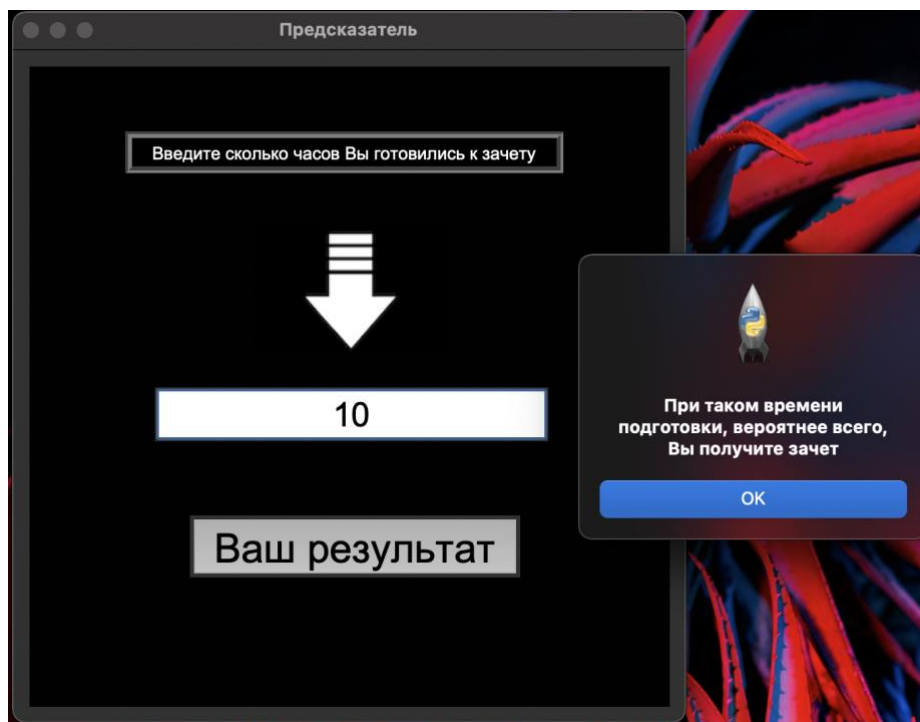 Предсказатель
Введите сколько часов Вы готовились к зачету
10
Ваш результат
При таком времени
подготовки, вероятнее всего,
Вы получите зачет
OK